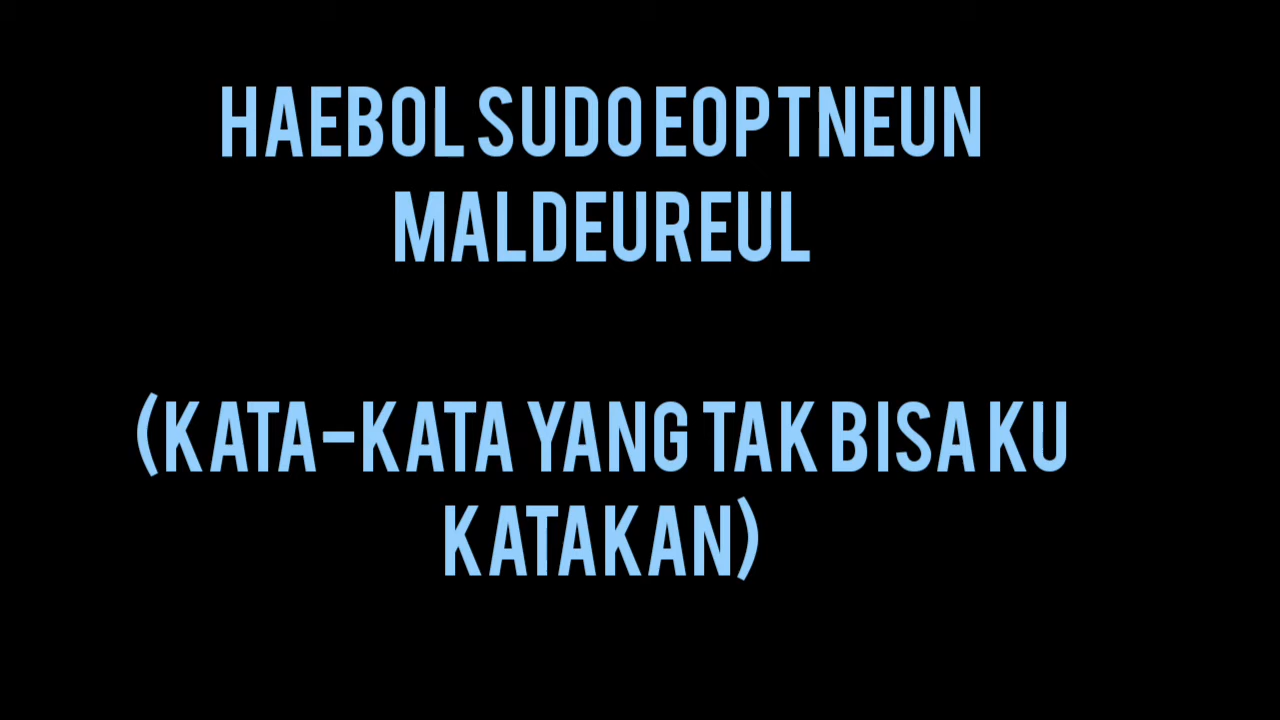 HAEBOL SUDO EOPTNEUN
MALDEUREUL
(KATA-KATA YANG TAK BISA KU
KATAKAN)